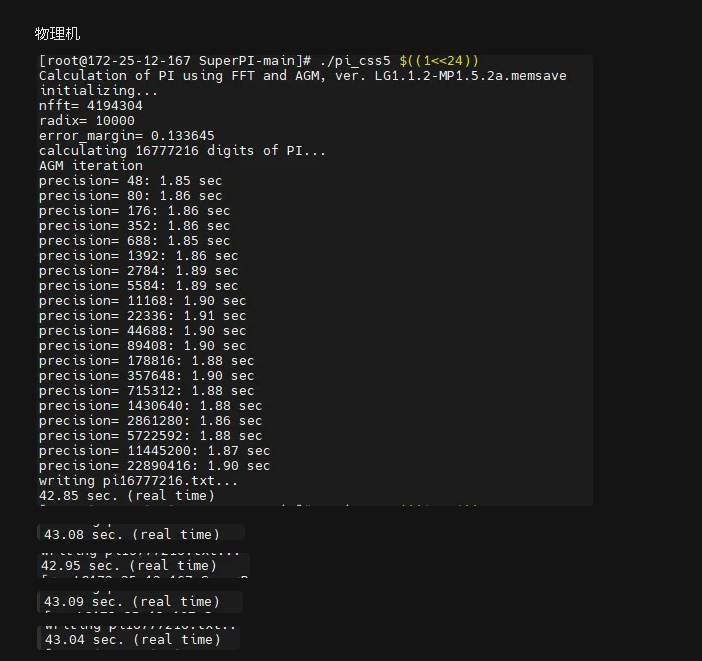 物理机
[root@172-25-12-167 SuperPI-main]# ./pi_css5 $((1<<24))
Calculation of PI using FFT and AGM, ver. LG1.1.2-MP1.5.2a.memsave
initializing...
nfft= 4194304
radix= 10000
error_margin= 0.133645
calculating 16777216 digits of PI...
AGM iteration
precision= 48: 1.85 sec
precision= 80: 1.86 sec
precision= 176: 1.86 sec
precision= 352: 1.86 sec
precision= 688: 1.85 sec
precision= 1392: 1.86 sec
precision= 2784: 1.89 sec
precision= 5584: 1.89 sec
precision= 11168: 1.90 sec
precision= 22336: 1.91 sec
precision= 44688: 1.90 sec
precision= 89408: 1.90 sec
precision= 178816: 1.88 sec
precision= 357648: 1.90 sec
precision= 715312: 1.88 sec
precision= 1430640: 1.88 sec
precision= 2861280: 1.86 sec
precision= 5722592: 1.88 sec
precision= 11445200: 1.87 sec
precision= 22890416: 1.90 sec
writing pi16777216.txt...
42.85 sec. (real time)
43.08 sec. (real time)
42.95 sec. (real time)
43.09 sec. (real time)
43.04 sec. (real time)